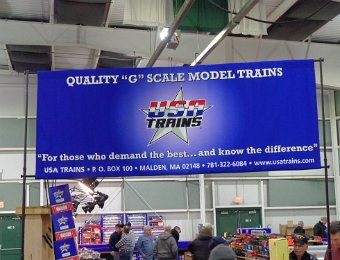 QUALITY "G" SCALE MODEL TRAINS
USA
TRAINS
"For those who demand the best...and know the difference"
USA TRAINS • P. O. BOX 100 • MALDEN, MA 02148 • 781-322-6084 • www.usatrains.com